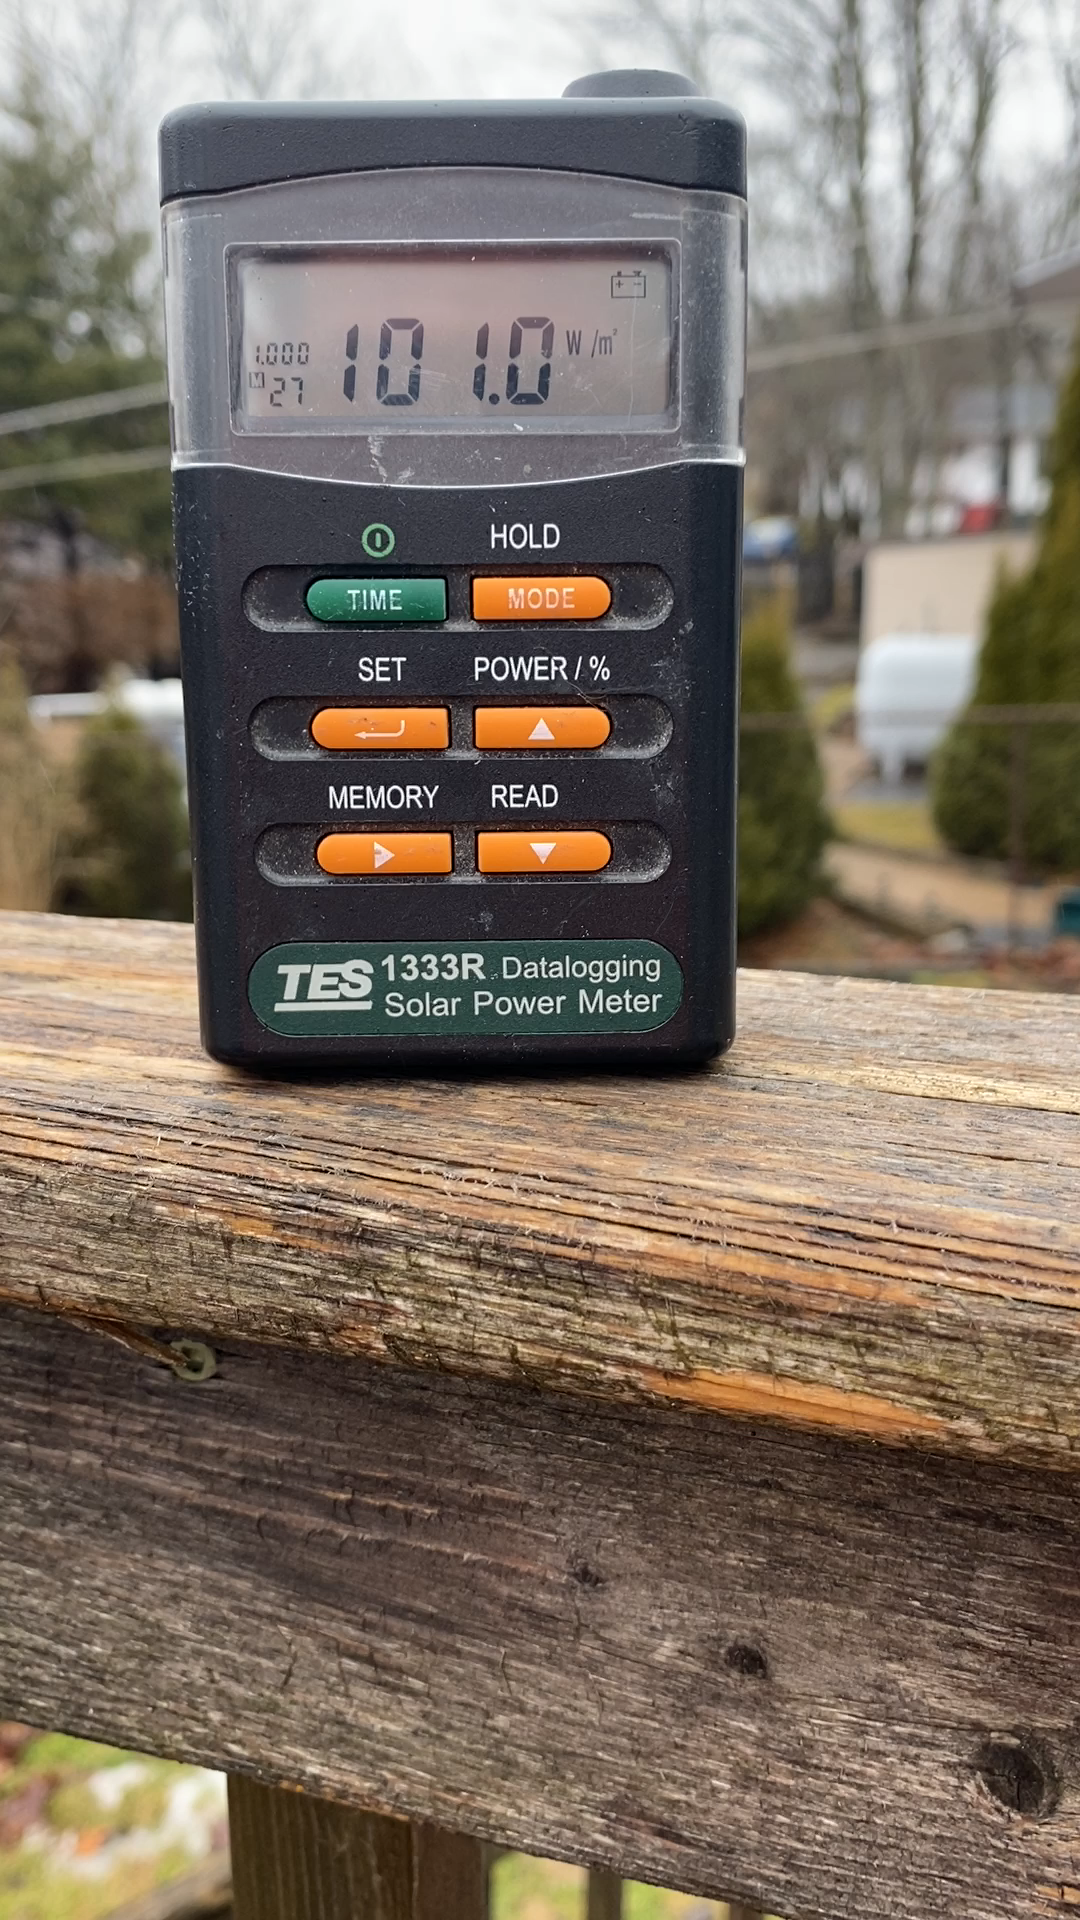 1.000
M 27
101.0 W/m²
HOLD
TIME MODE
SET POWER / %
MEMORY READ
TES 1333R Datalogging
Solar Power Meter